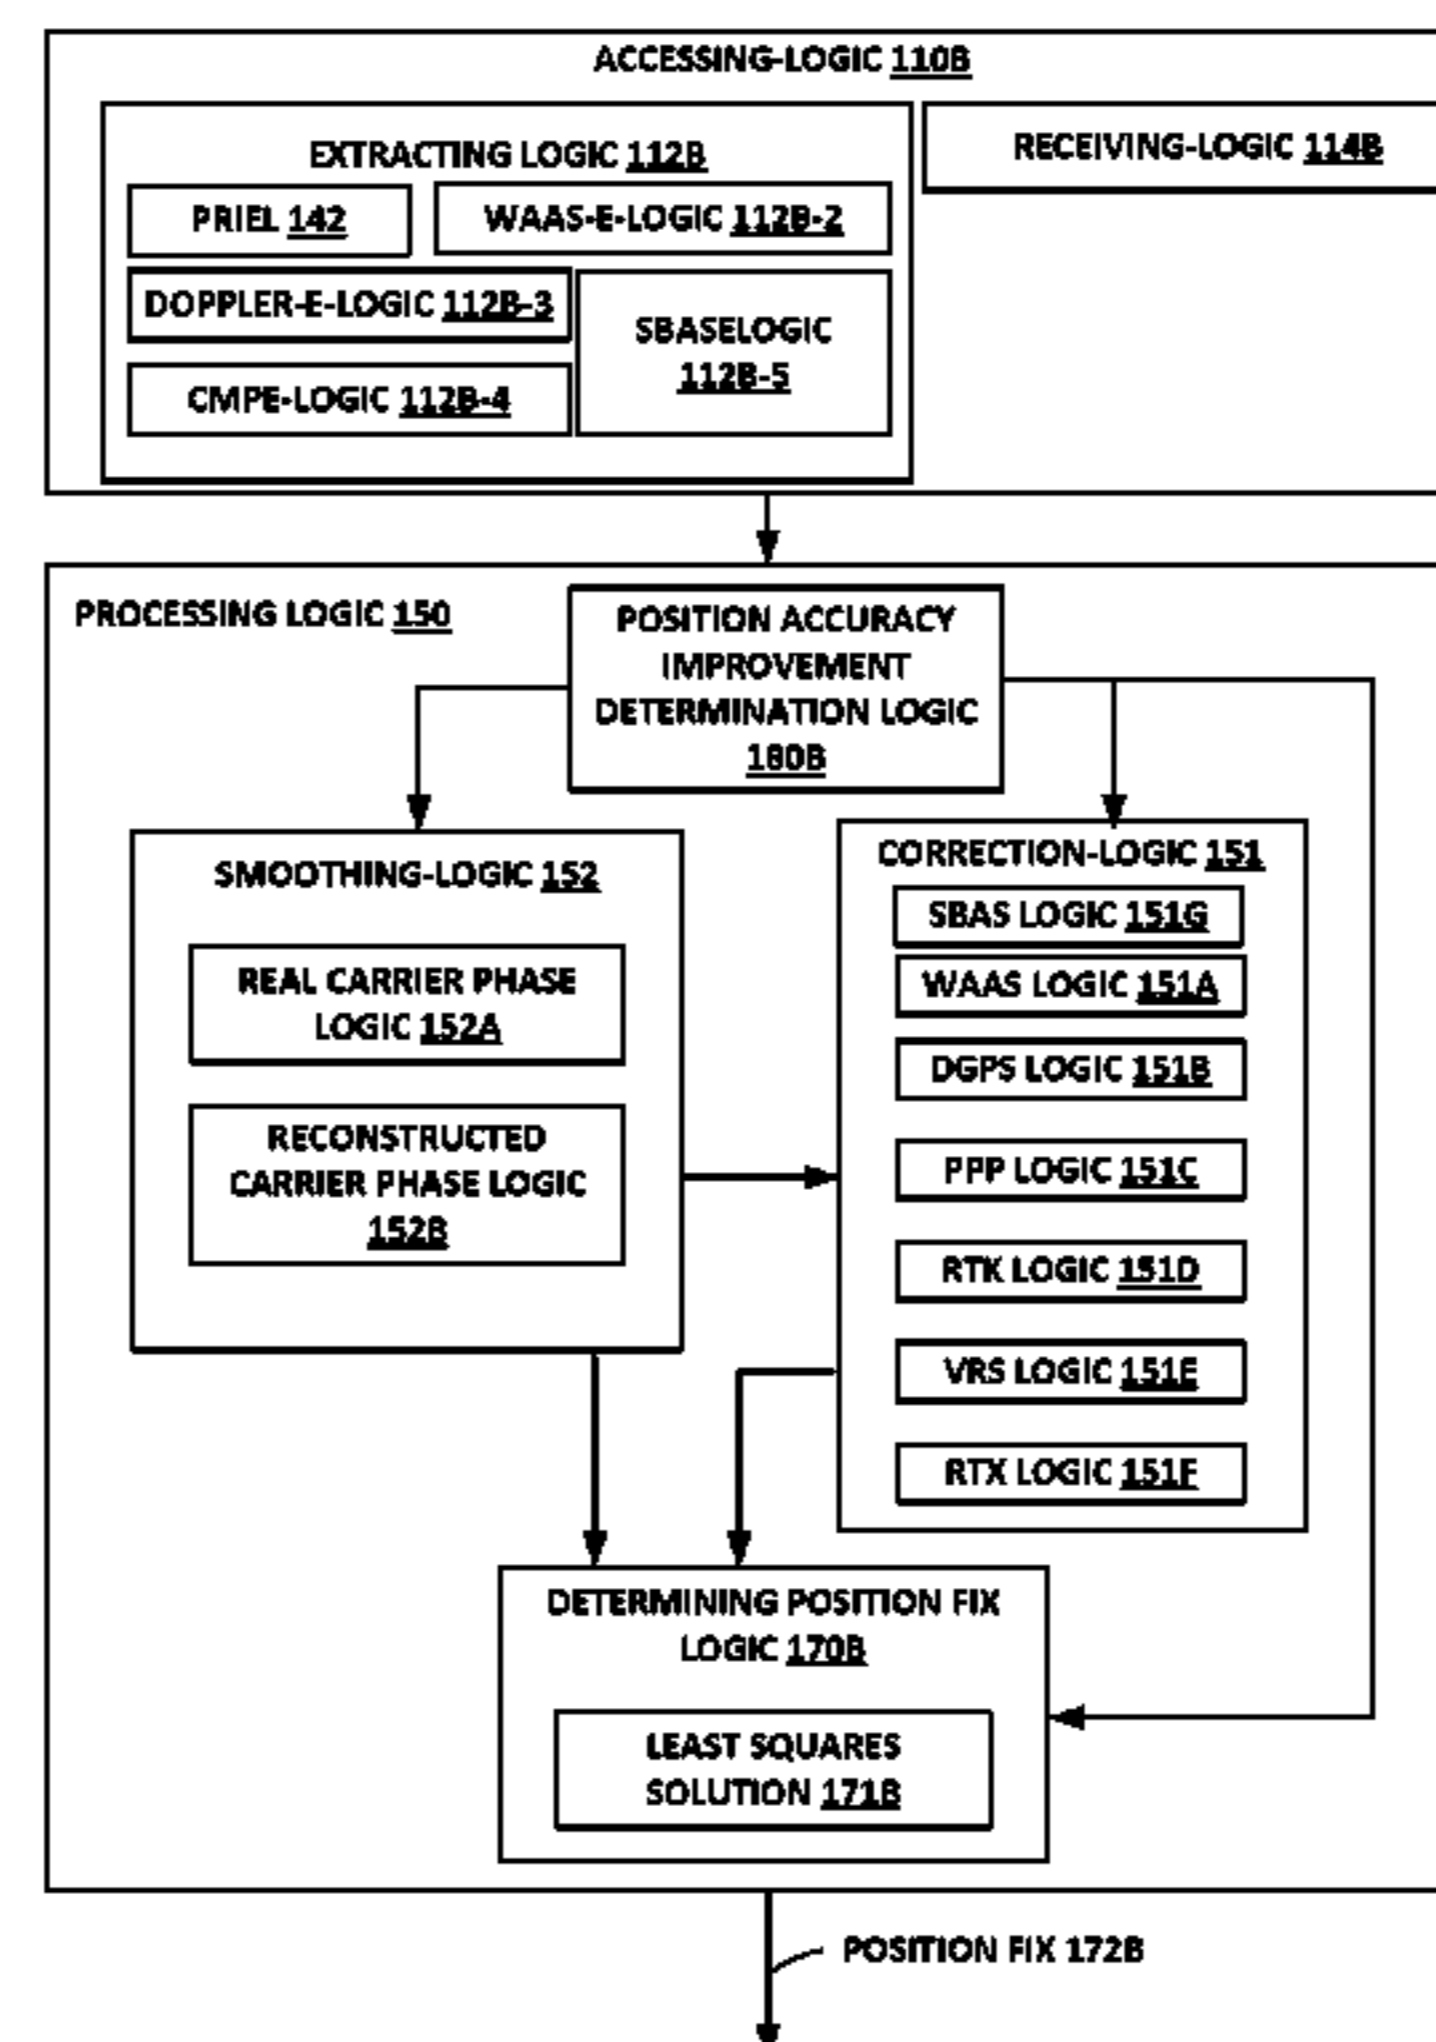 ACCESSING-LOGIC 110B
EXTRACTING LOGIC 112B
RECEIVING-LOGIC 114B
PRIEL 142
WAAS-E-LOGIC 112B-2
DOPPLER-E-LOGIC 112B-3
SBASELOGIC
112B-5
CMPE-LOGIC 112B-4
PROCESSING LOGIC 150
POSITION ACCURACY
IMPROVEMENT
DETERMINATION LOGIC
180B
SMOOTHING-LOGIC 152
REAL CARRIER PHASE
LOGIC 152A
RECONSTRUCTED
CARRIER PHASE LOGIC
152B
CORRECTION-LOGIC 151
SBAS LOGIC 151G
WAAS LOGIC 151A
DGPS LOGIC 151B
PPP LOGIC 151C
RTK LOGIC 151D
VRS LOGIC 151E
RTX LOGIC 151F
DETERMINING POSITION FIX
LOGIC 170B
LEAST SQUARES
SOLUTION 171B
POSITION FIX 172B